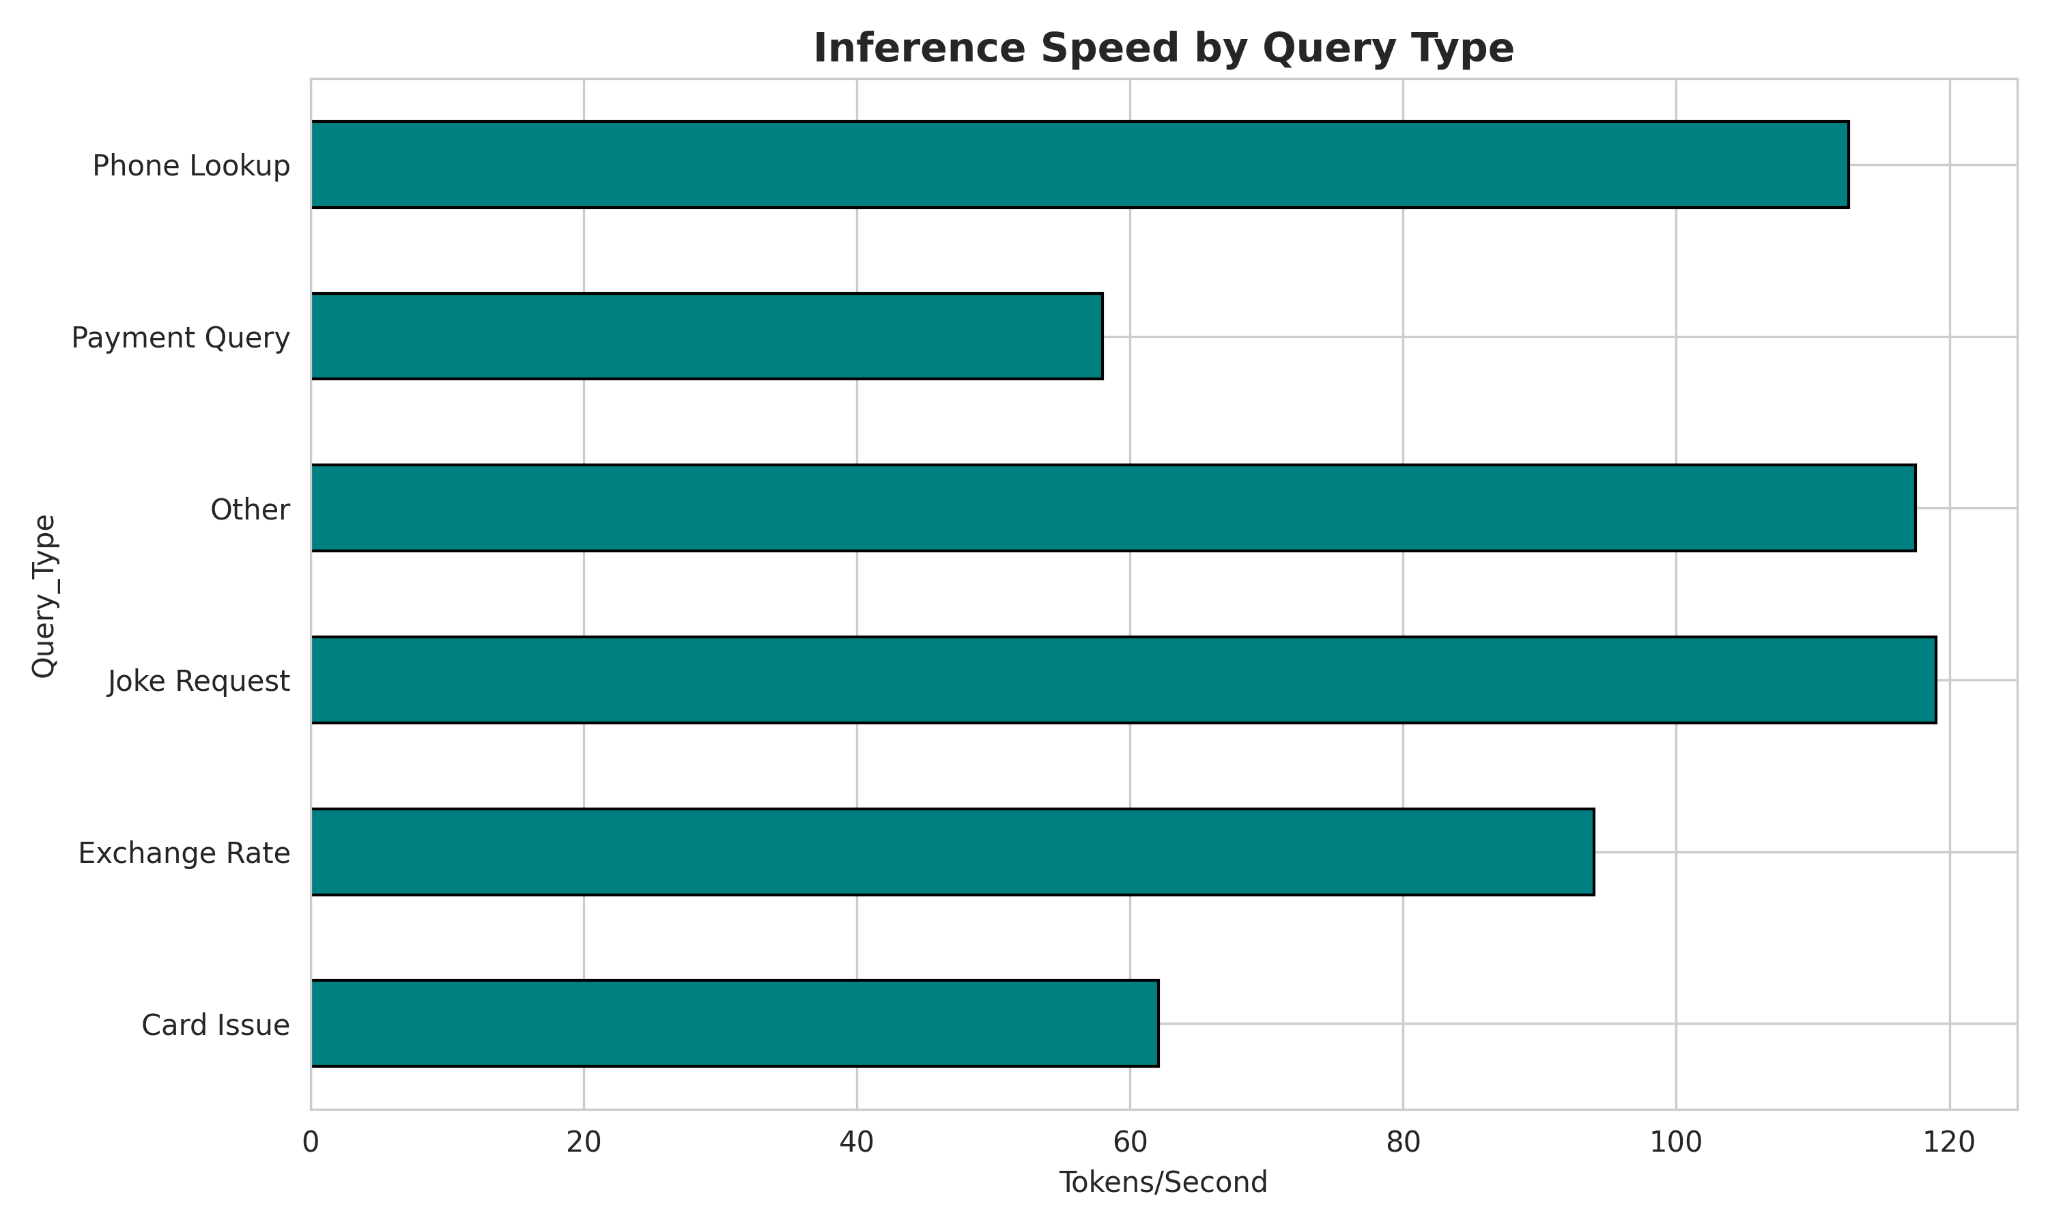 Inference Speed by Query Type
Phone Lookup
Payment Query
Other
Joke Request
Exchange Rate
Card Issue
Query_Type
0 20 40 60 80 100 120
Tokens/Second